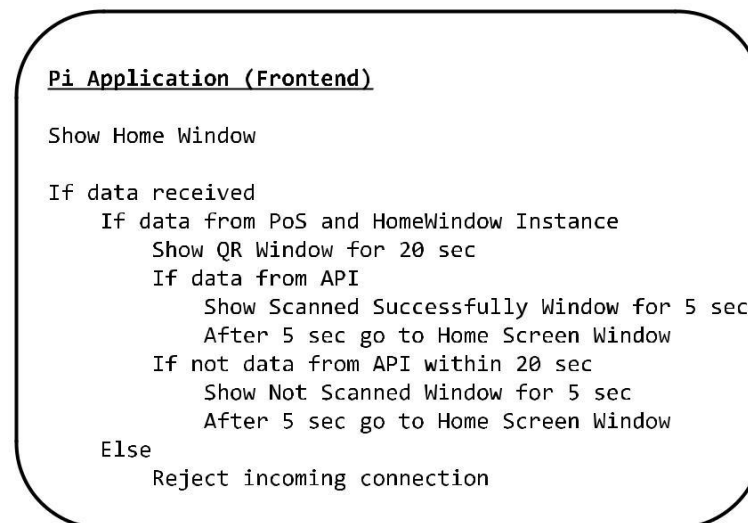 Pi Application (Frontend)
Show Home Window
If data received
    If data from PoS and HomeWindow Instance
        Show QR Window for 20 sec
        If data from API
            Show Scanned Successfully Window for 5 sec
            After 5 sec go to Home Screen Window
        If not data from API within 20 sec
            Show Not Scanned Window for 5 sec
            After 5 sec go to Home Screen Window
    Else
        Reject incoming connection